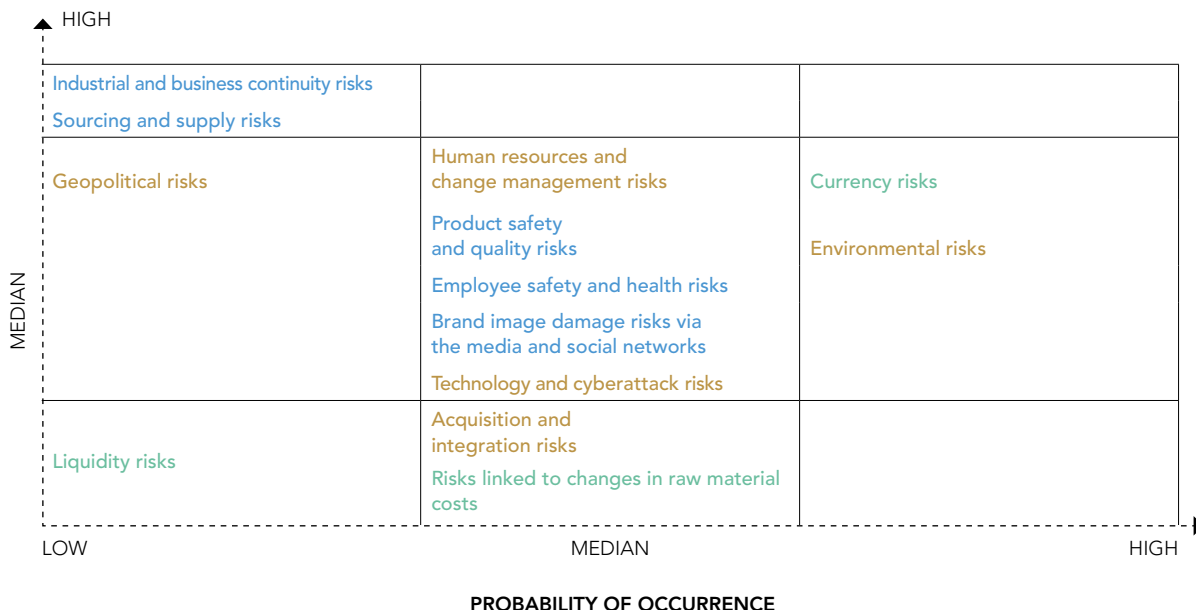 HIGH
Industrial and business continuity risks
Sourcing and supply risks
Geopolitical risks
Human resources and
change management risks
Product safety
and quality risks
Employee safety and health risks
Brand image damage risks via
the media and social networks
Technology and cyberattack risks
Currency risks
Environmental risks
MEDIAN
Liquidity risks
Acquisition and
integration risks
Risks linked to changes in raw material
costs
LOW
MEDIAN
HIGH
PROBABILITY OF OCCURRENCE